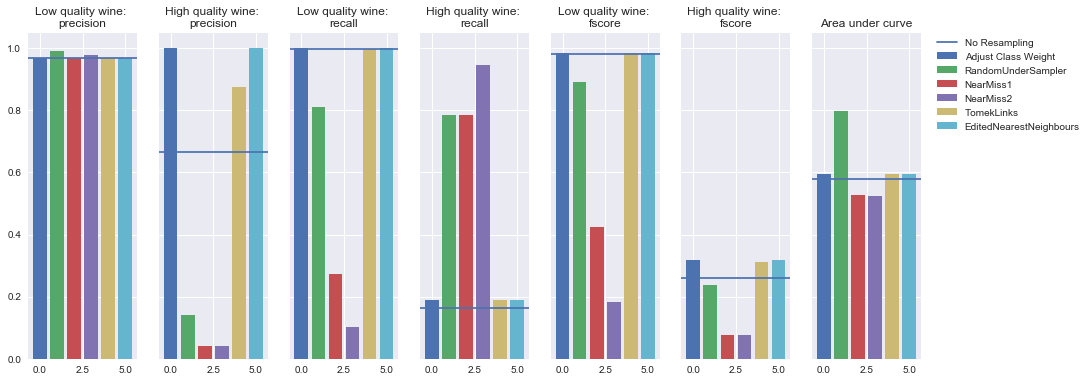 Low quality wine:
precision
High quality wine:
precision
Low quality wine:
recall
High quality wine:
recall
Low quality wine:
fscore
High quality wine:
fscore
Area under curve
1.0
0.8
0.6
0.4
0.2
0.0
0.0 2.5 5.0
0.0 2.5 5.0
0.0 2.5 5.0
0.0 2.5 5.0
0.0 2.5 5.0
0.0 2.5 5.0
0.0 2.5 5.0
No Resampling
Adjust Class Weight
RandomUnderSampler
NearMiss1
NearMiss2
TomekLinks
EditedNearestNeighbours